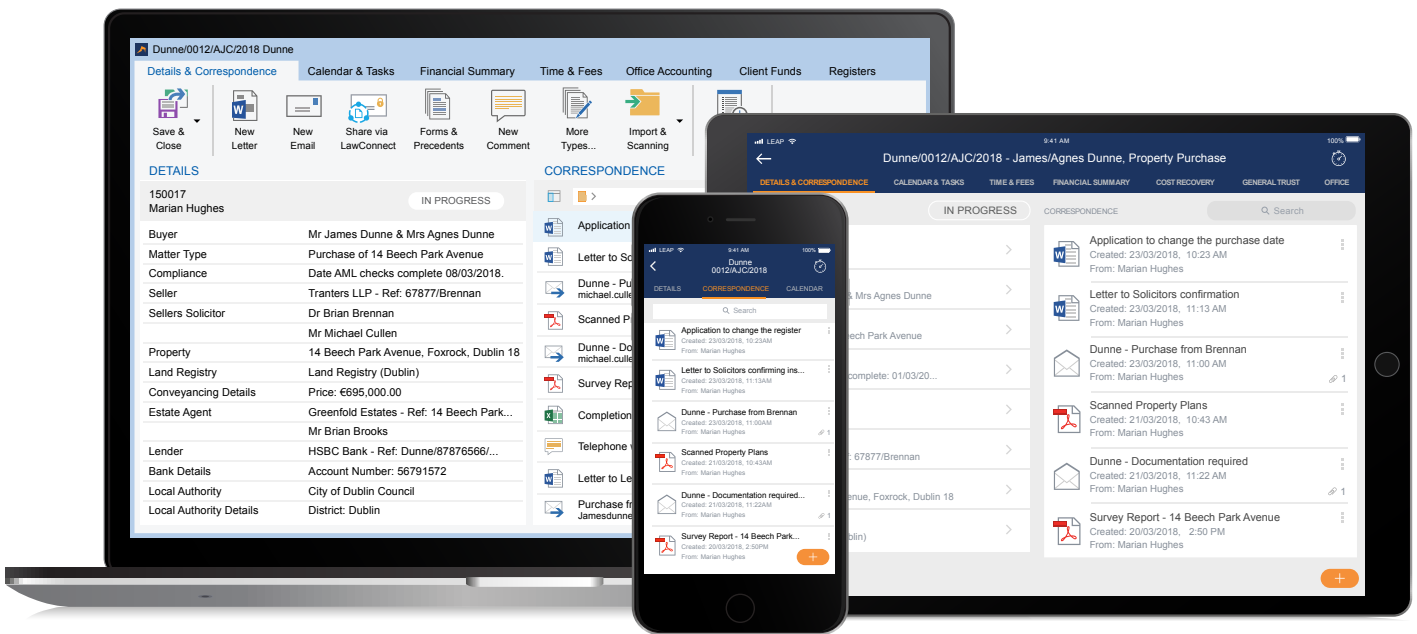 Dunne/0012/AJC/2018 Dunne
Details & Correspondence Calendar & Tasks Financial Summary Time & Fees Office Accounting Client Funds Registers
Save & Close
New Letter
New Email
Share via LawConnect
Forms & Precedents
New Comment
More Types...
Import & Scanning
DETAILS
150017
Marian Hughes
IN PROGRESS
Buyer Mr James Dunne & Mrs Agnes Dunne
Matter Type Purchase of 14 Beech Park Avenue
Compliance Date AML checks complete 08/03/2018.
Seller Tranters LLP - Ref: 67877/Brennan
Sellers Solicitor Dr Brian Brennan
Mr Michael Cullen
Property 14 Beech Park Avenue, Foxrock, Dublin 18
Land Registry Land Registry (Dublin)
Conveyancing Details Price: €695,000.00
Estate Agent Greenfold Estates - Ref: 14 Beech Park...
Mr Brian Brooks
Lender HSBC Bank - Ref: Dunne/87876566/...
Bank Details Account Number: 56791572
Local Authority City of Dublin Council
Local Authority Details District: Dublin
CORRESPONDENCE
Application
Letter to So
Dunne - Pu
michael.culle
Scanned P
Dunne - Do
michael.culle
Survey Rep
Completion
Telephone
Letter to Le
Purchase fr
Jamesdunne
LEAP 9:41 AM 100%
Dunne
0012/AJC/2018
DETAILS CORRESPONDENCE CALENDAR
Search
Application to change the register
Created: 23/03/2018, 10:23AM
From: Marian Hughes
Letter to Solicitors confirming ins...
Created: 23/03/2018, 11:13AM
From: Marian Hughes
Dunne - Purchase from Brennan
Created: 23/03/2018, 11:00AM
From: Marian Hughes 1
Scanned Property Plans
Created: 21/03/2018, 10:43AM
From: Marian Hughes
Dunne - Documentation required...
Created: 21/03/2018, 11:22AM
From: Marian Hughes 1
Survey Report - 14 Beech Park...
Created: 20/03/2018, 2:50PM
From: Marian Hughes
+
LEAP 9:41 AM 100%
Dunne/0012/AJC/2018 - James/Agnes Dunne, Property Purchase
DETAILS & CORRESPONDENCE CALENDAR & TASKS TIME & FEES FINANCIAL SUMMARY COST RECOVERY GENERAL TRUST OFFICE
IN PROGRESS
& Mrs Agnes Dunne
eech Park Avenue
complete: 01/03/20...
: 67877/Brennan
enue, Foxrock, Dublin 18
blin)
CORRESPONDENCE Search
Application to change the purchase date
Created: 23/03/2018, 10:23 AM
From: Marian Hughes
Letter to Solicitors confirmation
Created: 23/03/2018, 11:13 AM
From: Marian Hughes
Dunne - Purchase from Brennan
Created: 23/03/2018, 11:00 AM
From: Marian Hughes 1
Scanned Property Plans
Created: 21/03/2018, 10:43 AM
From: Marian Hughes
Dunne - Documentation required
Created: 21/03/2018, 11:22 AM
From: Marian Hughes 1
Survey Report - 14 Beech Park Avenue
Created: 20/03/2018, 2:50 PM
From: Marian Hughes
+